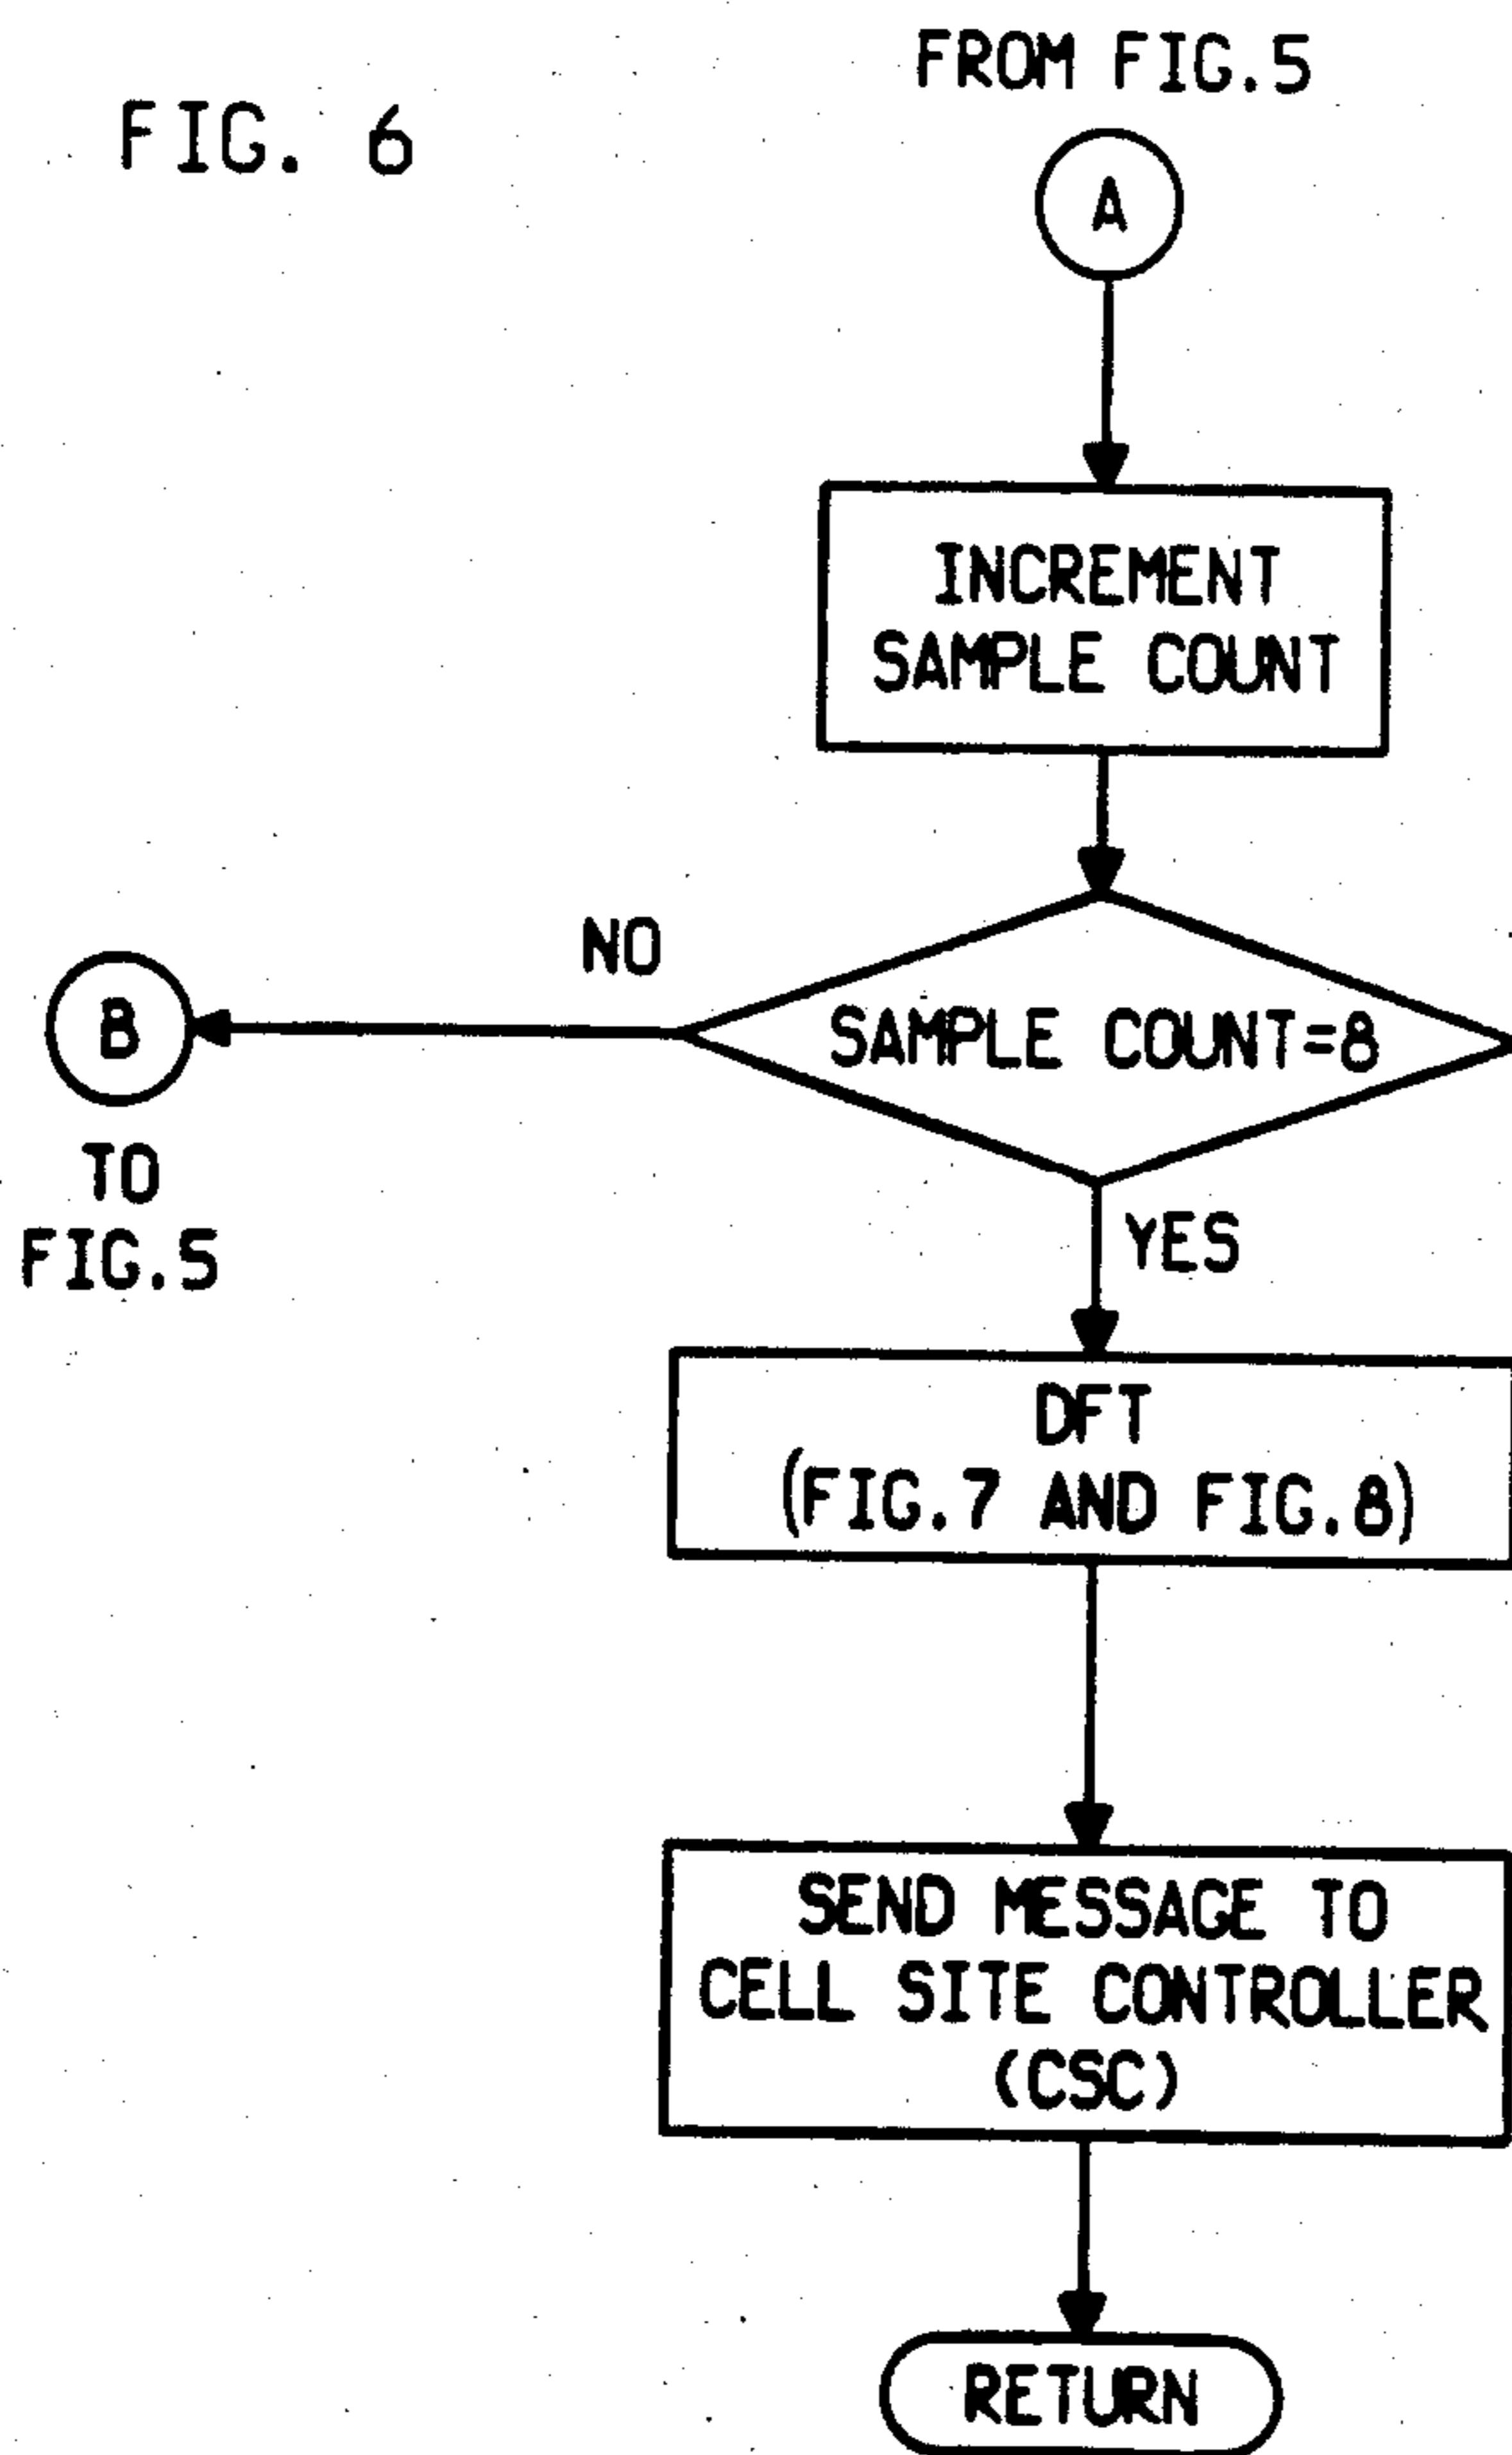 FIG. 6
FROM FIG.5
A
INCREMENT
SAMPLE COUNT
NO
SAMPLE COUNT=8
B
TO
FIG.5
YES
DFT
(FIG.7 AND FIG.8)
SEND MESSAGE TO
CELL SITE CONTROLLER
(CSC)
RETURN